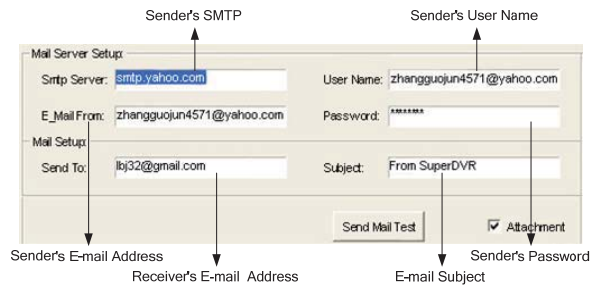 Sender's SMTP
Sender's User Name
Mail Server Setup:
Smtp Server: smtp.yahoo.com
User Name: zhangguojun4571@yahoo.com
E_Mail From: zhangguojun4571@yahoo.com
Password: ********
Mail Setup:
Send To: lbj32@gmail.com
Subject: From SuperDVR
Send Mail Test
Attachment
Sender's E-mail Address
Sender's Password
Receiver's E-mail Address
E-mail Subject